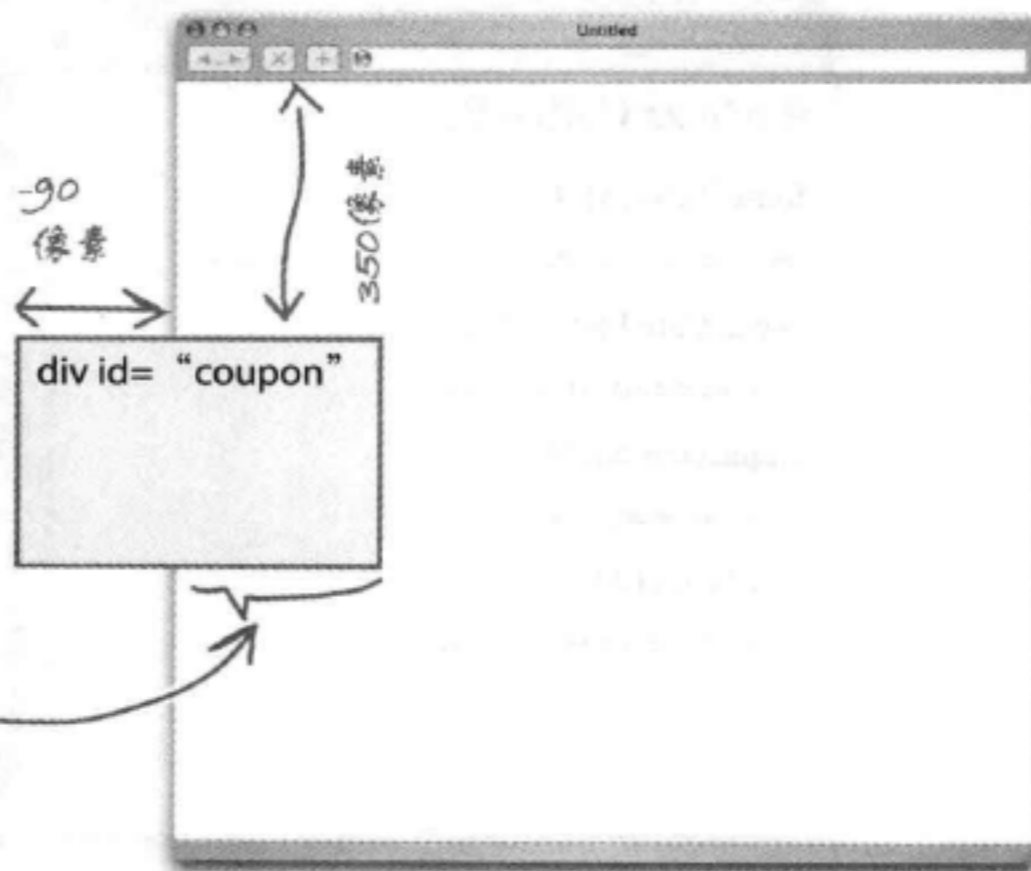 Untitled
-90
像素
350像素
div id= “coupon”